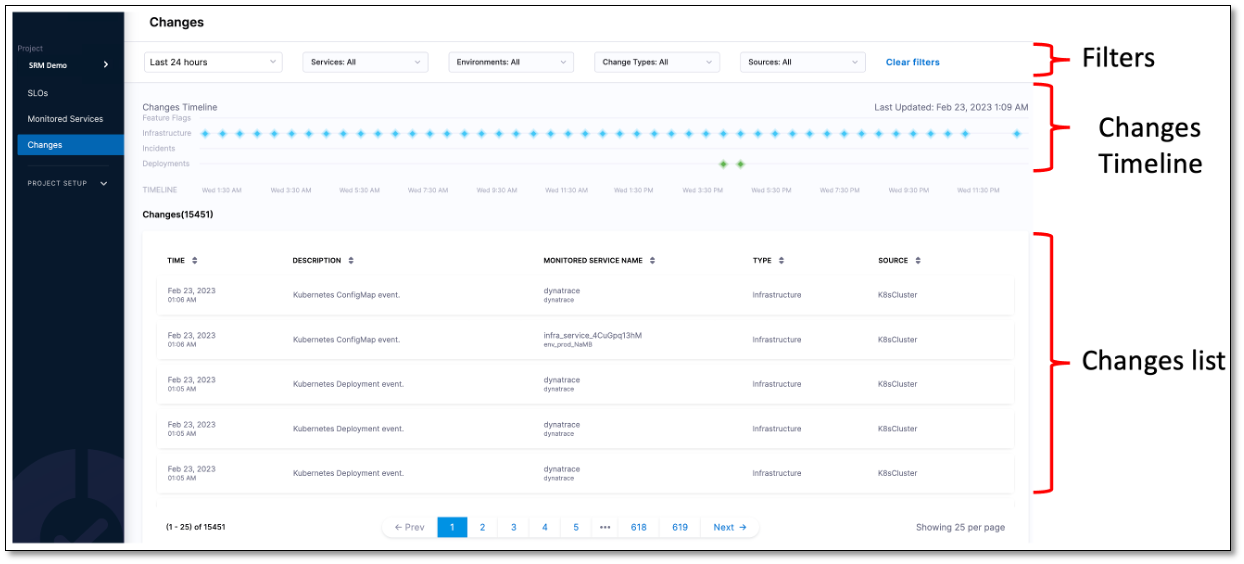 Changes
Project
SRM Demo
SLOs
Monitored Services
Changes
PROJECT SETUP
Last 24 hours
Services: All
Environments: All
Change Types: All
Sources: All
Clear filters
Filters
Changes Timeline
Last Updated: Feb 23, 2023 1:09 AM
Feature Flags
Infrastructure
Incidents
Deployments
TIMELINE Wed 1:30 AM Wed 3:30 AM Wed 5:30 AM Wed 7:30 AM Wed 9:30 AM Wed 11:30 AM Wed 1:30 PM Wed 3:30 PM Wed 5:30 PM Wed 7:30 PM Wed 9:30 PM Wed 11:30 PM
Changes
Timeline
Changes(15451)
TIME DESCRIPTION MONITORED SERVICE NAME TYPE SOURCE
Feb 23, 2023 Kubernetes ConfigMap event. dynatrace Infrastructure K8sCluster
01:06 AM dynatrace
Feb 23, 2023 Kubernetes ConfigMap event. infra_service_4CuGpq13hM Infrastructure K8sCluster
01:06 AM env_prod_NaMB
Feb 23, 2023 Kubernetes Deployment event. dynatrace Infrastructure K8sCluster
01:05 AM dynatrace
Feb 23, 2023 Kubernetes Deployment event. dynatrace Infrastructure K8sCluster
01:05 AM dynatrace
Feb 23, 2023 Kubernetes Deployment event. dynatrace Infrastructure K8sCluster
01:05 AM dynatrace
Changes list
(1 - 25) of 15451
← Prev 1 2 3 4 5 ••• 618 619 Next →
Showing 25 per page